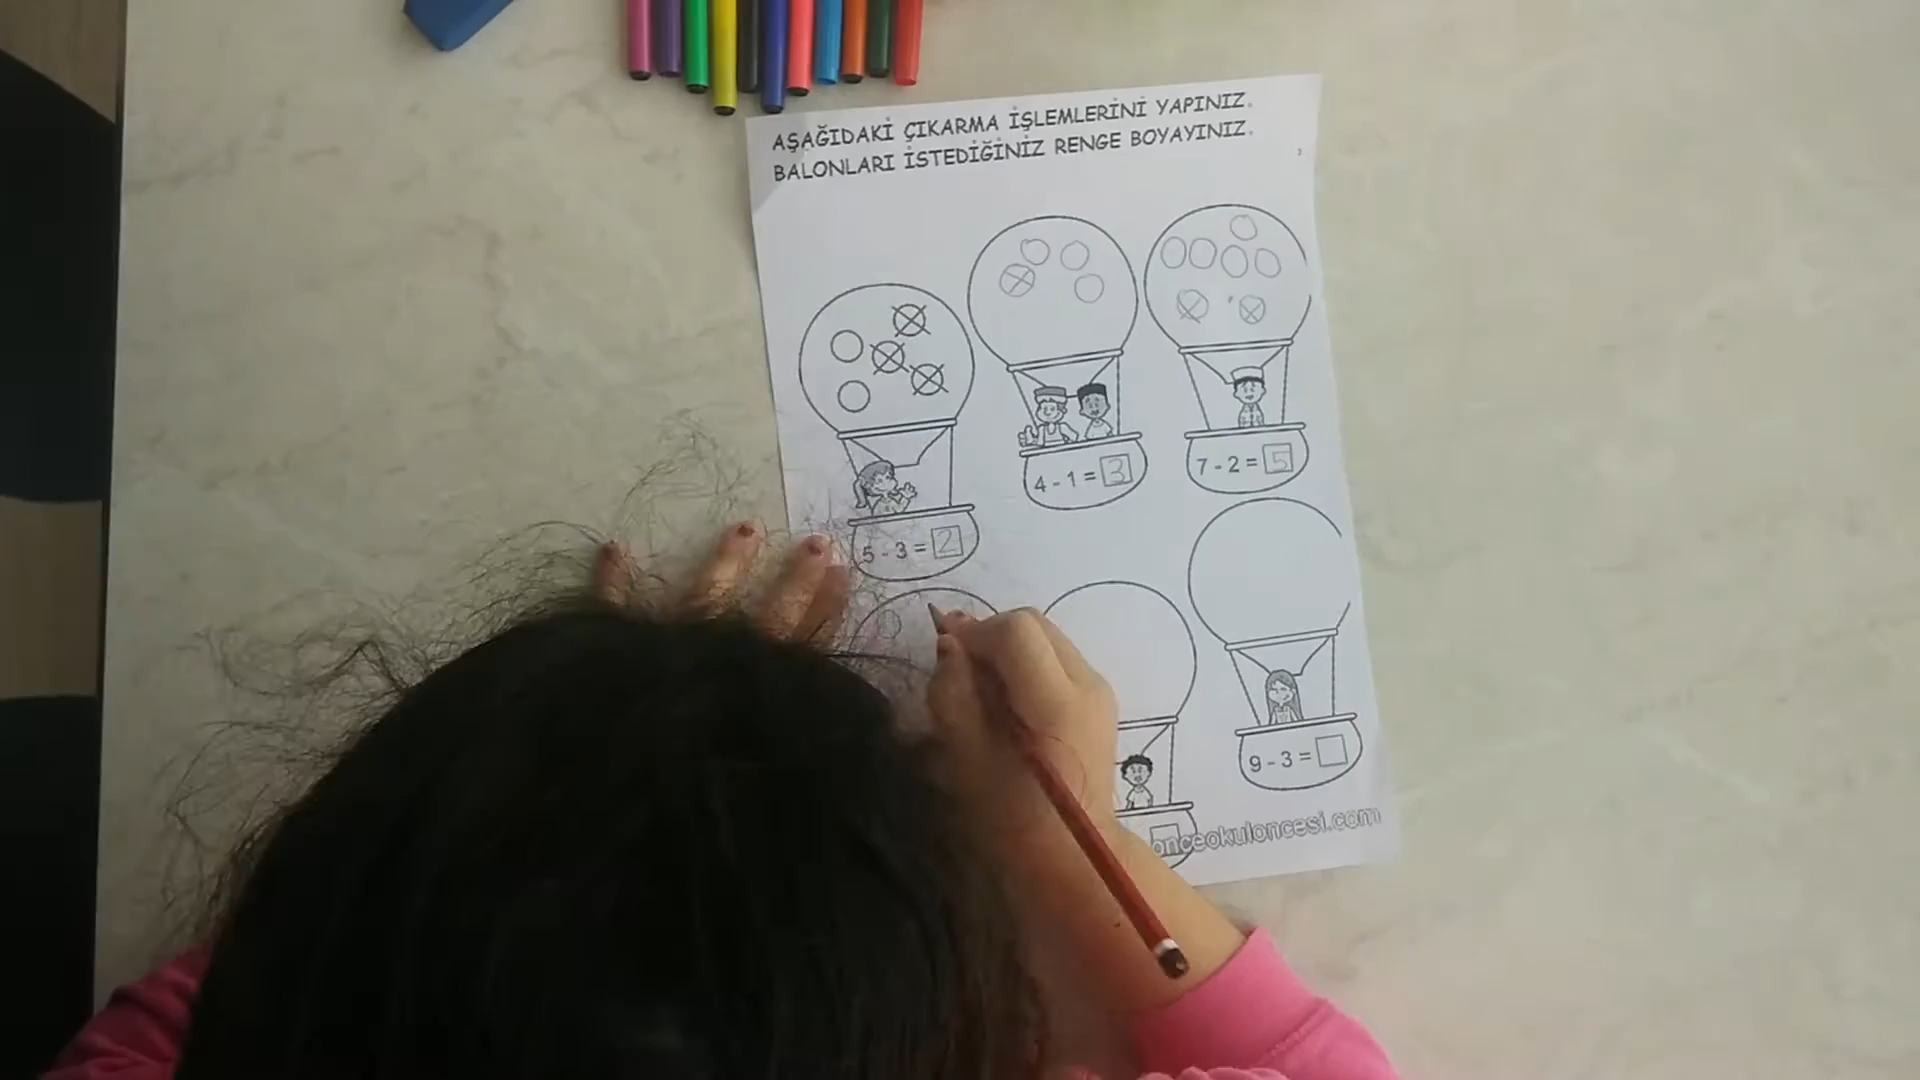 AŞAĞIDAKİ ÇIKARMA İŞLEMLERİNİ YAPINIZ.
BALONLARI İSTEDİĞİNİZ RENGE BOYAYINIZ.
5 - 3 = 2
4 - 1 = 3
7 - 2 = 5
9 - 3 =
onceokuloncesi.com